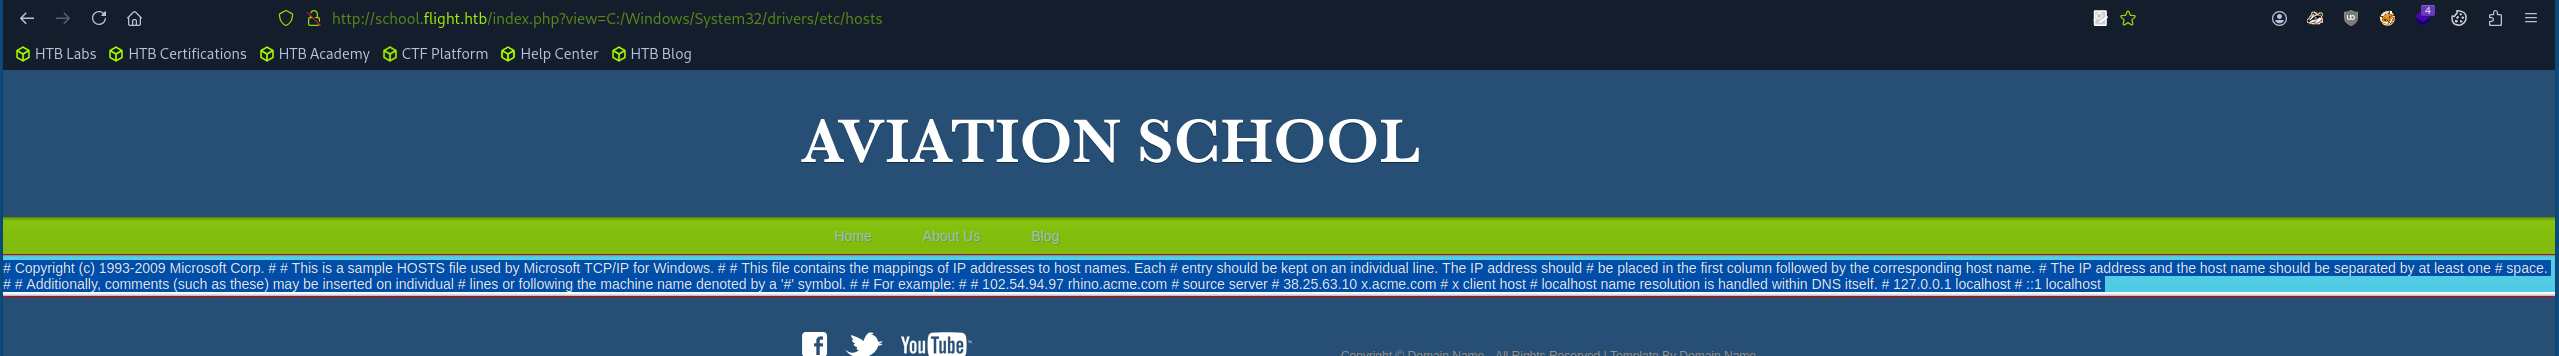 http://school.flight.htb/index.php?view=C:/Windows/System32/drivers/etc/hosts
4
HTB Labs HTB Certifications HTB Academy CTF Platform Help Center HTB Blog
AVIATION SCHOOL
Home About Us Blog
# Copyright (c) 1993-2009 Microsoft Corp. # # This is a sample HOSTS file used by Microsoft TCP/IP for Windows. # # This file contains the mappings of IP addresses to host names. Each # entry should be kept on an individual line. The IP address should # be placed in the first column followed by the corresponding host name. # The IP address and the host name should be separated by at least one # space.
# # Additionally, comments (such as these) may be inserted on individual # lines or following the machine name denoted by a '#' symbol. # # For example: # # 102.54.94.97 rhino.acme.com # source server # 38.25.63.10 x.acme.com # x client host # localhost name resolution is handled within DNS itself. # 127.0.0.1 localhost # ::1 localhost
YouTube
Copyright © Domain Name - All Rights Reserved | Template By Domain Name